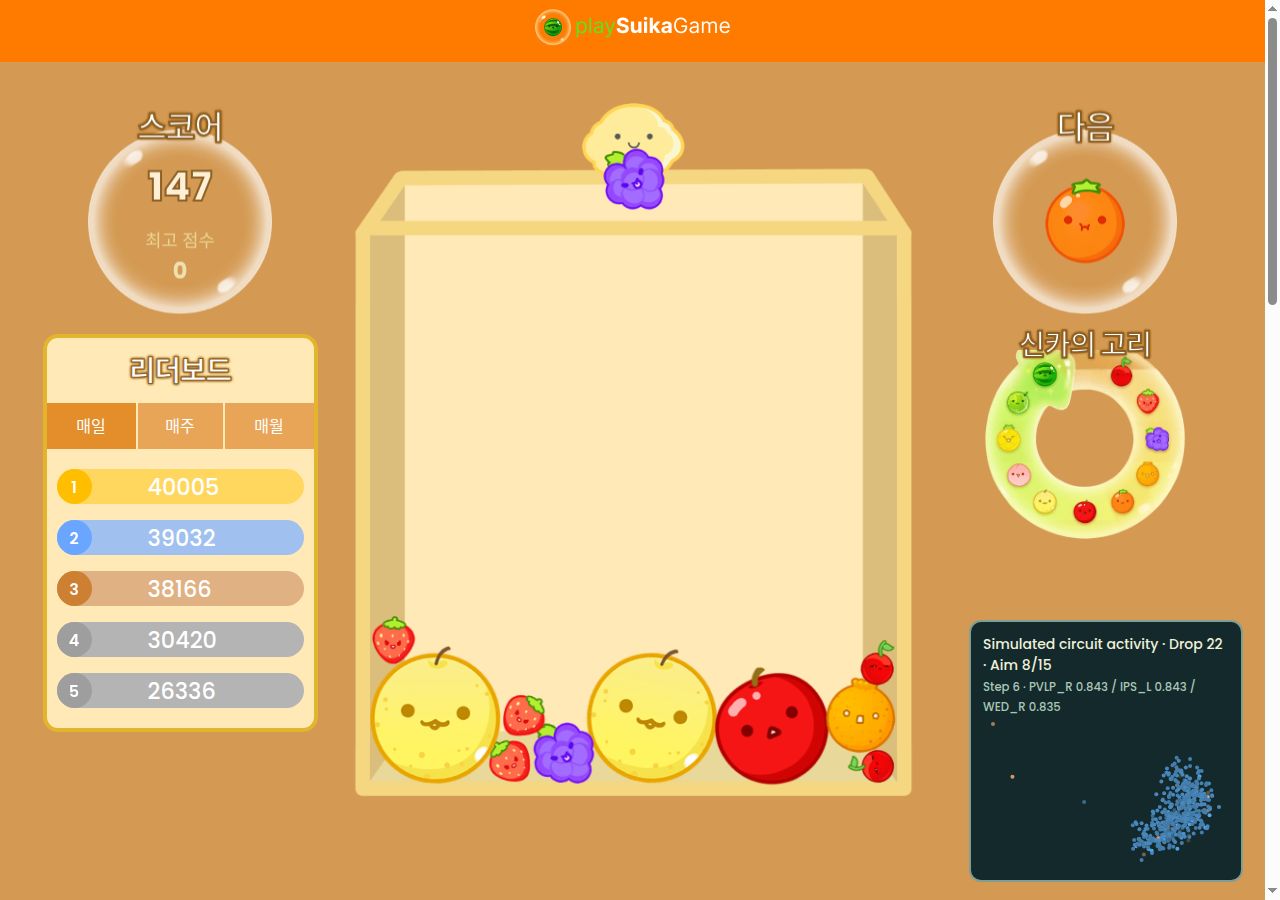 playSuikaGame
스코어
147
최고 점수
0
다음
신카의 고리
리더보드
매일 매주 매월
1 40005
2 39032
3 38166
4 30420
5 26336
Simulated circuit activity · Drop 22
· Aim 8/15
Step 6 · PVLP_R 0.843 / IPS_L 0.843 /
WED_R 0.835